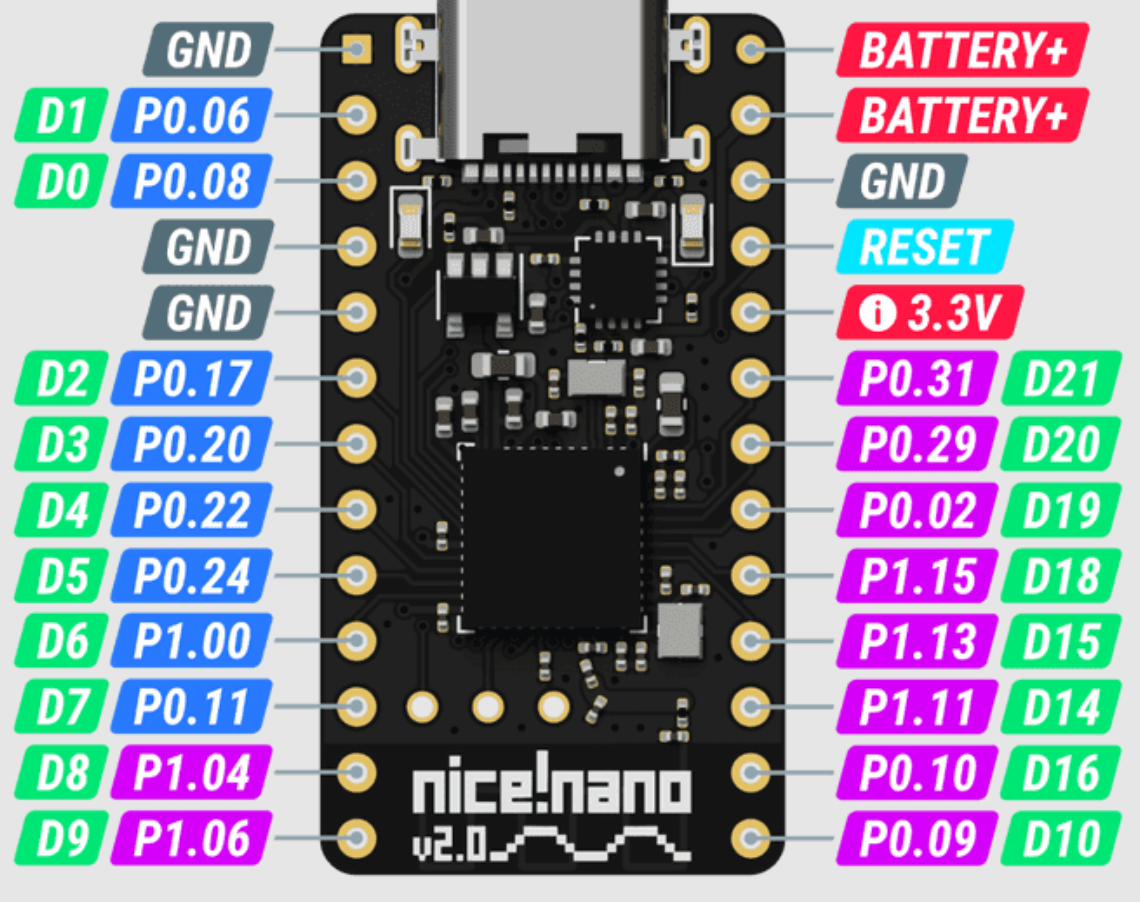 GND BATTERY+
D1 P0.06 BATTERY+
D0 P0.08 GND
GND RESET
GND i 3.3V
D2 P0.17 P0.31 D21
D3 P0.20 P0.29 D20
D4 P0.22 P0.02 D19
D5 P0.24 P1.15 D18
D6 P1.00 P1.13 D15
D7 P0.11 P1.11 D14
D8 P1.04 P0.10 D16
D9 P1.06 P0.09 D10
nice!nano
v2.0